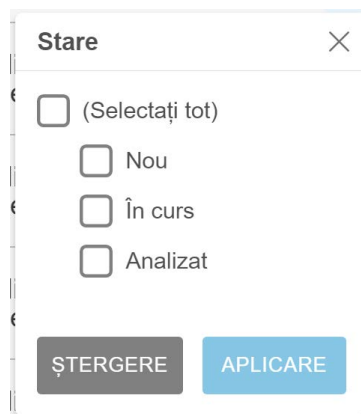 Stare
(Selectați tot)
Nou
În curs
Analizat
ȘTERGERE
APLICARE